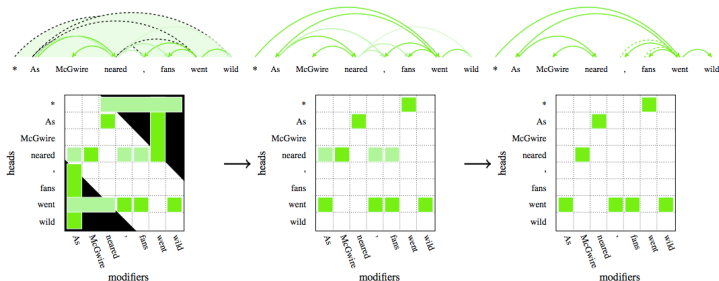 * As McGwire neared , fans went wild
* As McGwire neared , fans went wild
* As McGwire neared , fans went wild
heads
*
As
McGwire
neared
,
fans
went
wild
As McGwire neared , fans went wild
modifiers
heads
*
As
McGwire
neared
,
fans
went
wild
As McGwire neared , fans went wild
modifiers
heads
*
As
McGwire
neared
,
fans
went
wild
As McGwire neared , fans went wild
modifiers